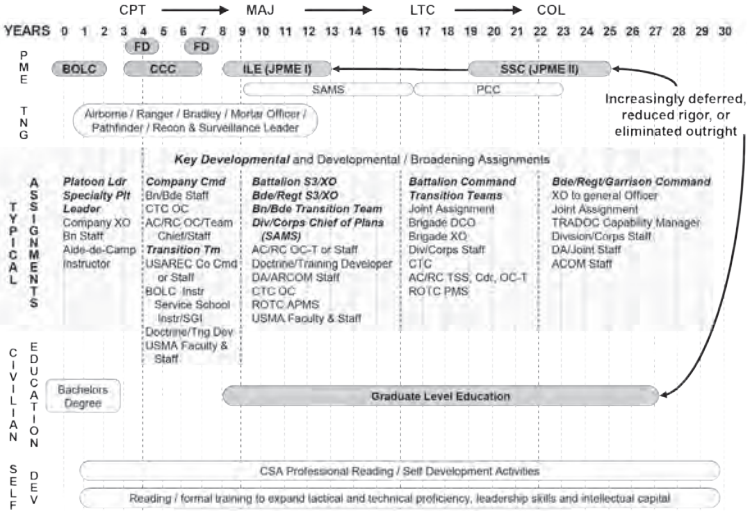 CPT MAJ LTC COL
YEARS 0 1 2 3 4 5 6 7 8 9 10 11 12 13 14 15 16 17 18 19 20 21 22 23 24 25 26 27 28 29 30
FD FD
PME
BOLC CCC ILE (JPME I) SSC (JPME II)
SAMS PCC
Increasingly deferred,
reduced rigor, or
eliminated outright
TNG
Airborne / Ranger / Bradley / Mortar Officer /
Pathfinder / Recon & Surveillance Leader
Key Developmental and Developmental / Broadening Assignments
TYPICAL
ASSIGNMENTS
Platoon Ldr
Specialty Plt
Leader
Company XO
Bn Staff
Aide-de-Camp
Instructor
Company Cmd
Bn/Bde Staff
CTC OC
AC/RC OC/Team
Chief/Staff
Transition Tm
USAREC Co Cmd
or Staff
BOLC Instr
Service School
Instr/SGI
Doctrine/Tng Dev
USMA Faculty &
Staff
Battalion S3/XO
Bde/Regt S3/XO
Bn/Bde Transition Team
Div/Corps Chief of Plans
(SAMS)
AC/RC OC-T or Staff
Doctrine/Training Developer
DA/ARCOM Staff
CTC OC
ROTC APMS
USMA Faculty & Staff
Battalion Command
Transition Teams
Joint Assignment
Brigade DCO
Brigade XO
Div/Corps Staff
CTC
AC/RC TSS, Cdr, OC-T
ROTC PMS
Bde/Regt/Garrison Command
XO to general Officer
Joint Assignment
TRADOC Capability Manager
Division/Corps Staff
DA/Joint Staff
ACOM Staff
CIVILIAN
EDUCATION
Bachelors
Degree
Graduate Level Education
SELF
DEV
CSA Professional Reading / Self Development Activities
Reading / formal training to expand tactical and technical proficiency, leadership skills and intellectual capital